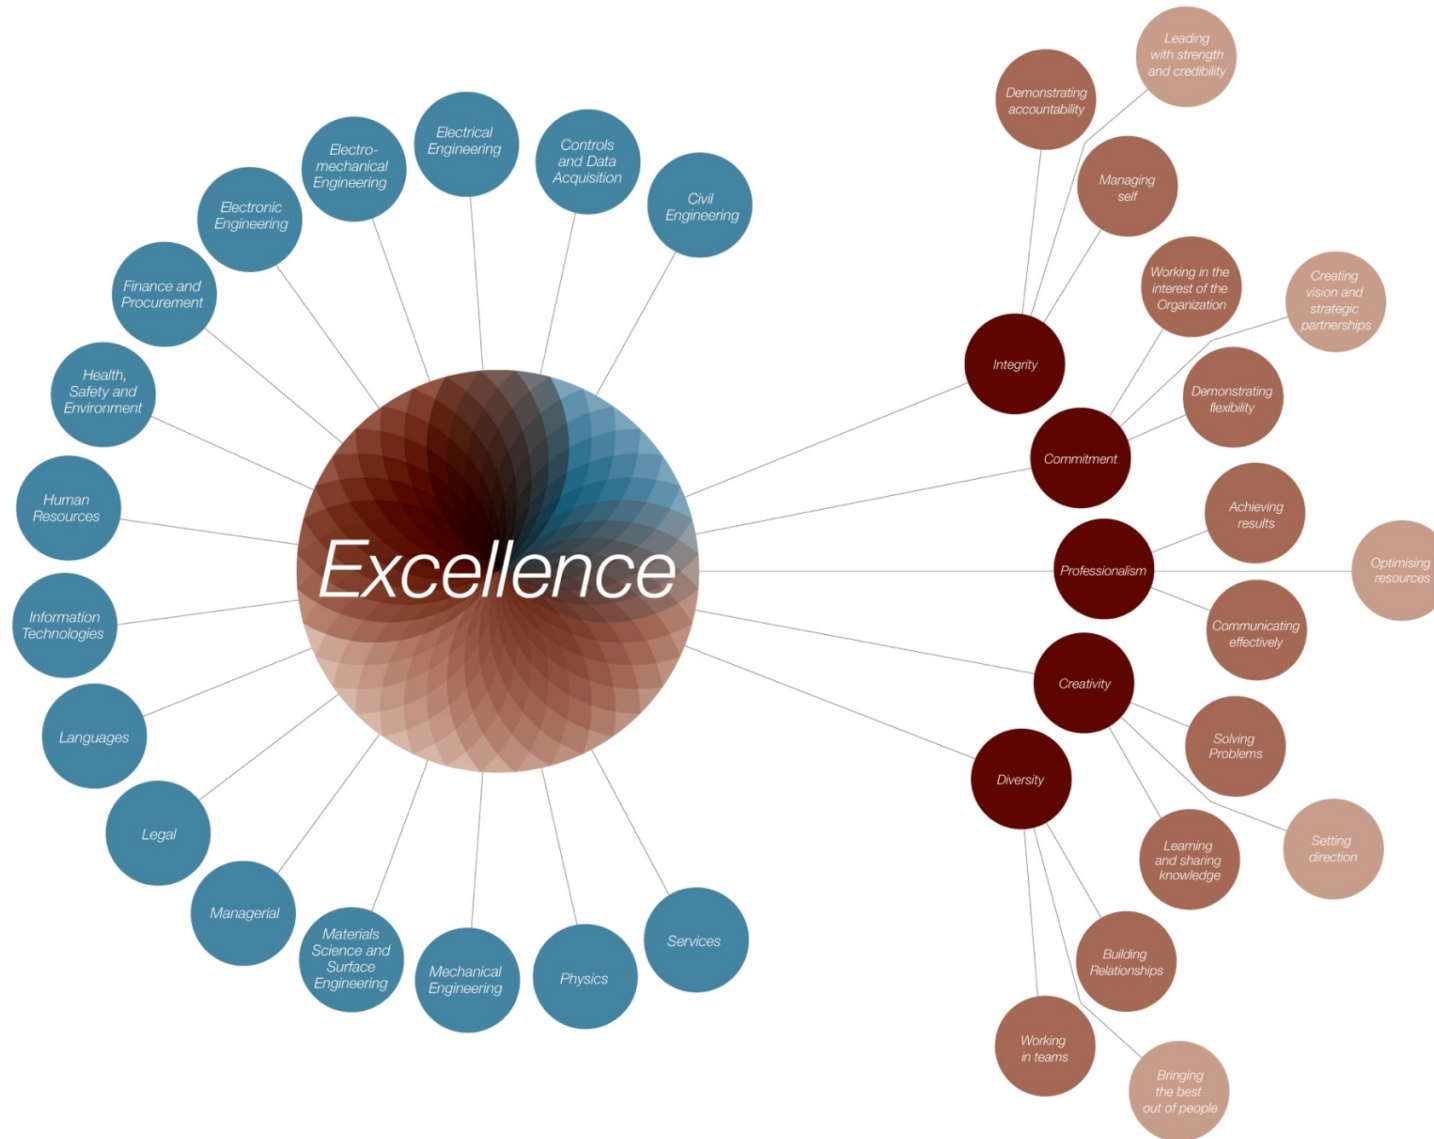 Leading
with strength
and credibility
Demonstrating
accountability
Managing
self
Working in the
interest of the
Organization
Creating
vision and
strategic
partnerships
Demonstrating
flexibility
Achieving
results
Optimising
resources
Communicating
effectively
Solving
Problems
Setting
direction
Learning
and sharing
knowledge
Building
Relationships
Working
in teams
Bringing
the best
out of people
Integrity
Commitment
Professionalism
Creativity
Diversity
Excellence
Civil
Engineering
Controls
and Data
Acquisition
Electrical
Engineering
Electro-
mechanical
Engineering
Electronic
Engineering
Finance and
Procurement
Health,
Safety and
Environment
Human
Resources
Information
Technologies
Languages
Legal
Managerial
Materials
Science and
Surface
Engineering
Mechanical
Engineering
Physics
Services